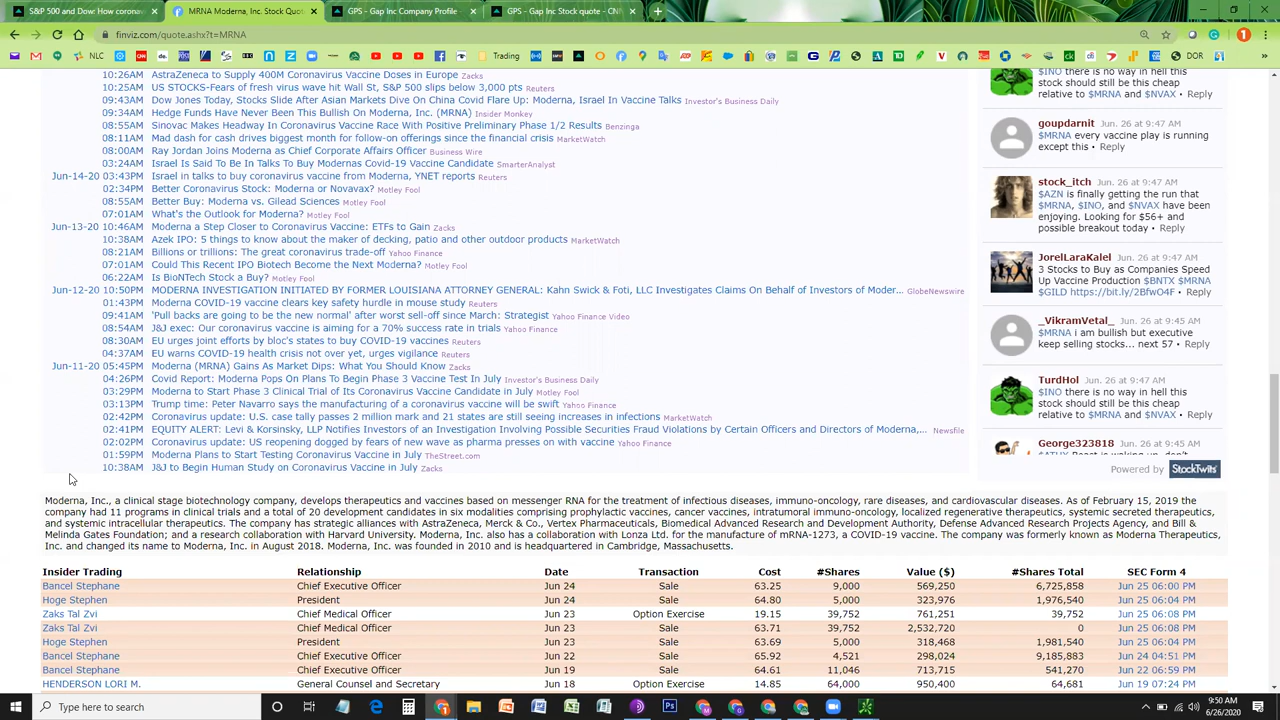 S&P 500 and Dow: How corona
MRNA Moderna, Inc. Stock Quot
GPS - Gap Inc Company Profile -
GPS - Gap Inc Stock quote - CNN
finviz.com/quote.ashx?t=MRNA
NLC
Trading
DOR
10:26AM AstraZeneca to Supply 400M Coronavirus Vaccine Doses in Europe Zacks
10:25AM US STOCKS-Fears of fresh virus wave hit Wall St, S&P 500 slips below 3,000 pts Reuters
09:43AM Dow Jones Today, Stocks Slide After Asian Markets Dive On China Covid Flare Up: Moderna, Israel In Vaccine Talks Investor's Business Daily
09:34AM Hedge Funds Have Never Been This Bullish On Moderna, Inc. (MRNA) Insider Monkey
08:55AM Sinovac Makes Headway In Coronavirus Vaccine Race With Positive Preliminary Phase 1/2 Results Benzinga
08:11AM Mad dash for cash drives biggest month for follow-on offerings since the financial crisis MarketWatch
08:00AM Ray Jordon Joins Moderna as Chief Corporate Affairs Officer Business Wire
03:24AM Israel Is Said To Be In Talks To Buy Modernas Covid-19 Vaccine Candidate SmarterAnalyst
Jun-14-20 03:43PM Israel in talks to buy coronavirus vaccine from Moderna, YNET reports Reuters
02:34PM Better Coronavirus Stock: Moderna or Novavax? Motley Fool
08:55AM Better Buy: Moderna vs. Gilead Sciences Motley Fool
07:01AM What's the Outlook for Moderna? Motley Fool
Jun-13-20 10:46AM Moderna a Step Closer to Coronavirus Vaccine: ETFs to Gain Zacks
10:38AM Azek IPO: 5 things to know about the maker of decking, patio and other outdoor products MarketWatch
08:21AM Billions or trillions: The great coronavirus trade-off Yahoo Finance
07:01AM Could This Recent IPO Biotech Become the Next Moderna? Motley Fool
06:22AM Is BioNTech Stock a Buy? Motley Fool
Jun-12-20 10:50PM MODERNA INVESTIGATION INITIATED BY FORMER LOUISIANA ATTORNEY GENERAL: Kahn Swick & Foti, LLC Investigates Claims On Behalf of Investors of Moder... GlobeNewswire
01:43PM Moderna COVID-19 vaccine clears key safety hurdle in mouse study Reuters
09:41AM 'Pull backs are going to be the new normal' after worst sell-off since March: Strategist Yahoo Finance Video
08:54AM J&J exec: Our coronavirus vaccine is aiming for a 70% success rate in trials Yahoo Finance
08:30AM EU urges joint efforts by bloc's states to buy COVID-19 vaccines Reuters
04:37AM EU warns COVID-19 health crisis not over yet, urges vigilance Reuters
Jun-11-20 05:45PM Moderna (MRNA) Gains As Market Dips: What You Should Know Zacks
04:26PM Covid Report: Moderna Pops On Plans To Begin Phase 3 Vaccine Test In July Investor's Business Daily
03:29PM Moderna to Start Phase 3 Clinical Trial of Its Coronavirus Vaccine Candidate in July Motley Fool
03:13PM Trump time: Peter Navarro says the manufacturing of a coronavirus vaccine will be swift Yahoo Finance
02:42PM Coronavirus update: U.S. case tally passes 2 million mark and 21 states are still seeing increases in infections MarketWatch
02:41PM EQUITY ALERT: Levi & Korsinsky, LLP Notifies Investors of an Investigation Involving Possible Securities Fraud Violations by Certain Officers and Directors of Moderna,... Newsfile
02:02PM Coronavirus update: US reopening dogged by fears of new wave as pharma presses on with vaccine Yahoo Finance
01:59PM Moderna Plans to Start Testing Coronavirus Vaccine in July TheStreet.com
10:38AM J&J to Begin Human Study on Coronavirus Vaccine in July Zacks
$INO there is no way in hell this
stock should still be this cheap
relative to $MRNA and $NVAX · Reply
goupdarnit Jun. 26 at 9:47 AM
$MRNA every vaccine play is running
except this · Reply
stock_itch Jun. 26 at 9:47 AM
$AZN is finally getting the run that
$MRNA, $INO, and $NVAX have been
enjoying. Looking for $56+ and
possible breakout today · Reply
JorelLaraKalel Jun. 26 at 9:47 AM
3 Stocks to Buy as Companies Speed
Up Vaccine Production $BNTX $MRNA
$GILD https://bit.ly/2BfwO4F · Reply
_VikramVetal_ Jun. 26 at 9:45 AM
$MRNA i am bullish but executive
keep selling stocks... next 57 · Reply
TurdHol Jun. 26 at 9:45 AM
$INO there is no way in hell this
stock should still be this cheap
relative to $MRNA and $NVAX · Reply
George323818 Jun. 26 at 9:45 AM
Powered by StockTwits
Moderna, Inc., a clinical stage biotechnology company, develops therapeutics and vaccines based on messenger RNA for the treatment of infectious diseases, immuno-oncology, rare diseases, and cardiovascular diseases. As of February 15, 2019 the
company had 11 programs in clinical trials and a total of 20 development candidates in six modalities comprising prophylactic vaccines, cancer vaccines, intratumoral immuno-oncology, localized regenerative therapeutics, systemic secreted therapeutics,
and systemic intracellular therapeutics. The company has strategic alliances with AstraZeneca, Merck & Co., Vertex Pharmaceuticals, Biomedical Advanced Research and Development Authority, Defense Advanced Research Projects Agency, and Bill &
Melinda Gates Foundation; and a research collaboration with Harvard University. Moderna, Inc. also has a collaboration with Lonza Ltd. for the manufacture of mRNA-1273, a COVID-19 vaccine. The company was formerly known as Moderna Therapeutics,
Inc. and changed its name to Moderna, Inc. in August 2018. Moderna, Inc. was founded in 2010 and is headquartered in Cambridge, Massachusetts.
Insider Trading Relationship Date Transaction Cost #Shares Value ($) #Shares Total SEC Form 4
Bancel Stephane Chief Executive Officer Jun 24 Sale 63.25 9,000 569,250 6,725,858 Jun 25 06:00 PM
Hoge Stephen President Jun 24 Sale 64.80 5,000 323,976 1,976,540 Jun 25 06:04 PM
Zaks Tal Zvi Chief Medical Officer Jun 23 Option Exercise 19.15 39,752 761,251 39,752 Jun 25 06:08 PM
Zaks Tal Zvi Chief Medical Officer Jun 23 Sale 63.71 39,752 2,532,720 0 Jun 25 06:08 PM
Hoge Stephen President Jun 23 Sale 63.69 5,000 318,468 1,981,540 Jun 25 06:04 PM
Bancel Stephane Chief Executive Officer Jun 22 Sale 65.92 4,521 298,024 9,185,883 Jun 24 04:51 PM
Bancel Stephane Chief Executive Officer Jun 19 Sale 64.61 11,046 713,715 541,270 Jun 22 06:59 PM
HENDERSON LORI M. General Counsel and Secretary Jun 18 Option Exercise 14.85 64,000 950,400 64,681 Jun 19 07:24 PM
Type here to search
9:50 AM
6/26/2020